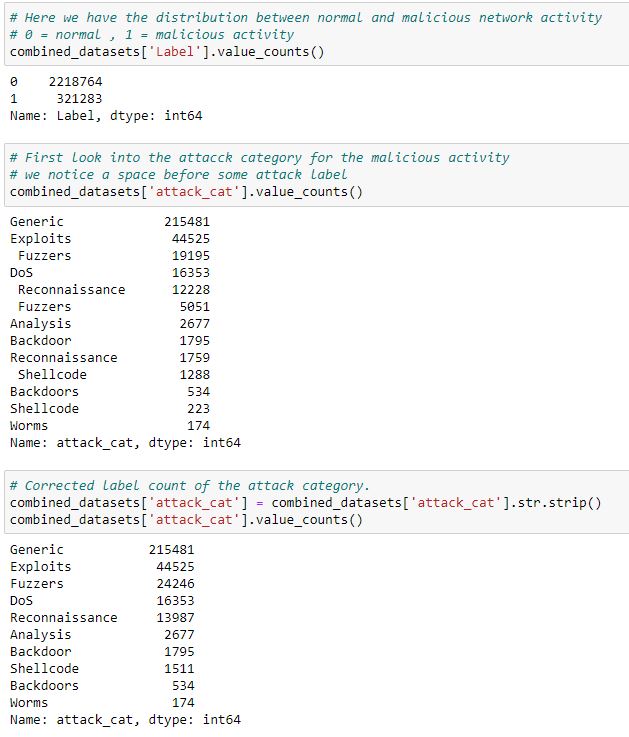 # Here we have the distribution between normal and malicious network activity
# 0 = normal , 1 = malicious activity
combined_datasets['Label'].value_counts()
0    2218764
1     321283
Name: Label, dtype: int64
# First look into the attacck category for the malicious activity
# we notice a space before some attack label
combined_datasets['attack_cat'].value_counts()
Generic             215481
Exploits             44525
 Fuzzers             19195
DoS                  16353
 Reconnaissance      12228
 Fuzzers              5051
Analysis              2677
Backdoor              1795
Reconnaissance        1759
 Shellcode            1288
Backdoors              534
Shellcode              223
Worms                  174
Name: attack_cat, dtype: int64
# Corrected label count of the attack category.
combined_datasets['attack_cat'] = combined_datasets['attack_cat'].str.strip()
combined_datasets['attack_cat'].value_counts()
Generic           215481
Exploits           44525
Fuzzers            24246
DoS                16353
Reconnaissance     13987
Analysis            2677
Backdoor            1795
Shellcode           1511
Backdoors            534
Worms                174
Name: attack_cat, dtype: int64